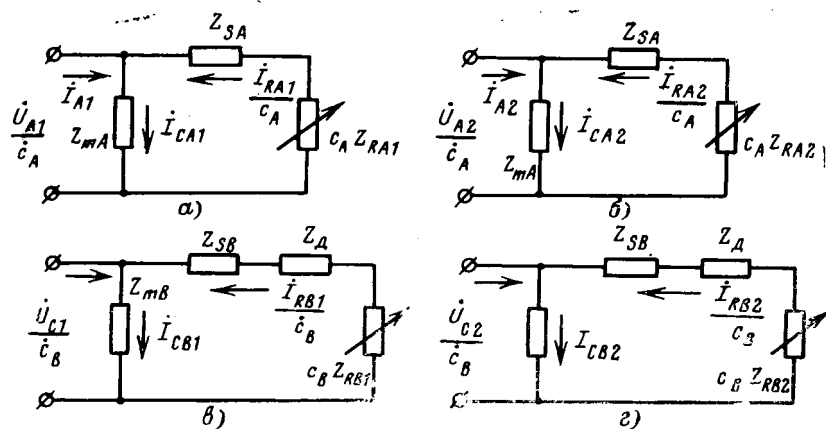 Z_SA
İ_A1
İ_RA1
c_A
U̇_A1
ċ_A
Z_mA
İ_CA1
c_A Z_RA1
а)
Z_SA
İ_A2
İ_RA2
c_A
U̇_A2
ċ_A
Z_mA
İ_CA2
c_A Z_RA2
б)
Z_SB
Z_Д
Z_mB
İ_RB1
ċ_B
U̇_C1
ċ_B
İ_CB1
c_B Z_RB1
в)
Z_SB
Z_Д
İ_RB2
U̇_C2
ċ_B
I_CB2
c_B Z_RB2
г)